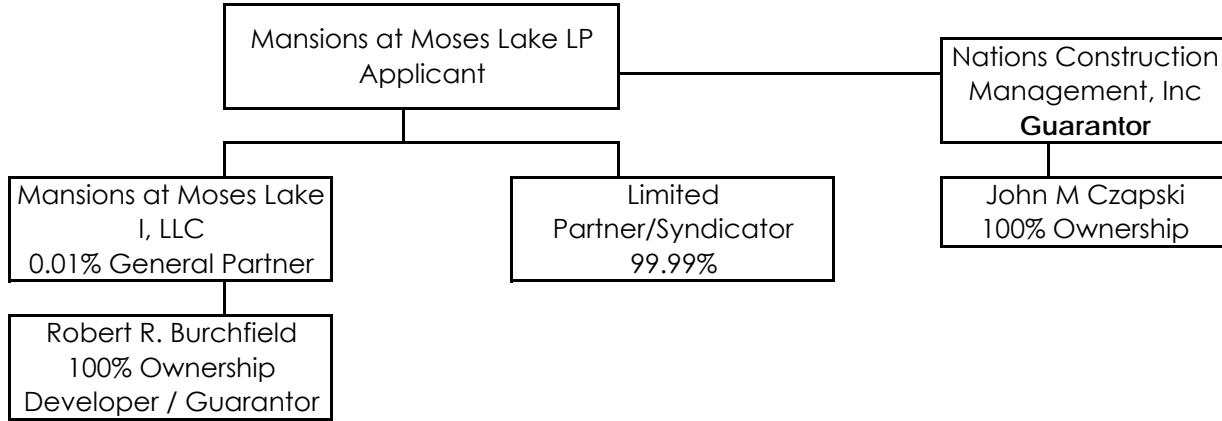 Mansions at Moses Lake LP
Applicant
Nations Construction
Management, Inc
Guarantor
Mansions at Moses Lake
I, LLC
0.01% General Partner
Limited
Partner/Syndicator
99.99%
John M Czapski
100% Ownership
Robert R. Burchfield
100% Ownership
Developer / Guarantor